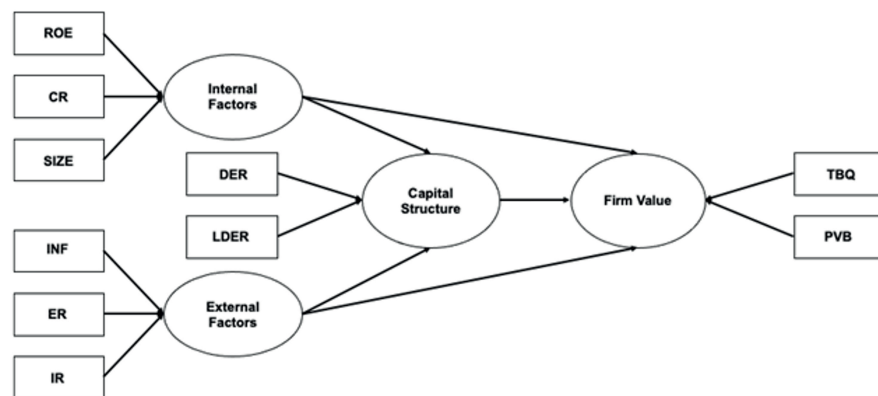 ROE
CR
SIZE
Internal
Factors
DER
LDER
Capital
Structure
Firm Value
TBQ
PVB
INF
ER
IR
External
Factors